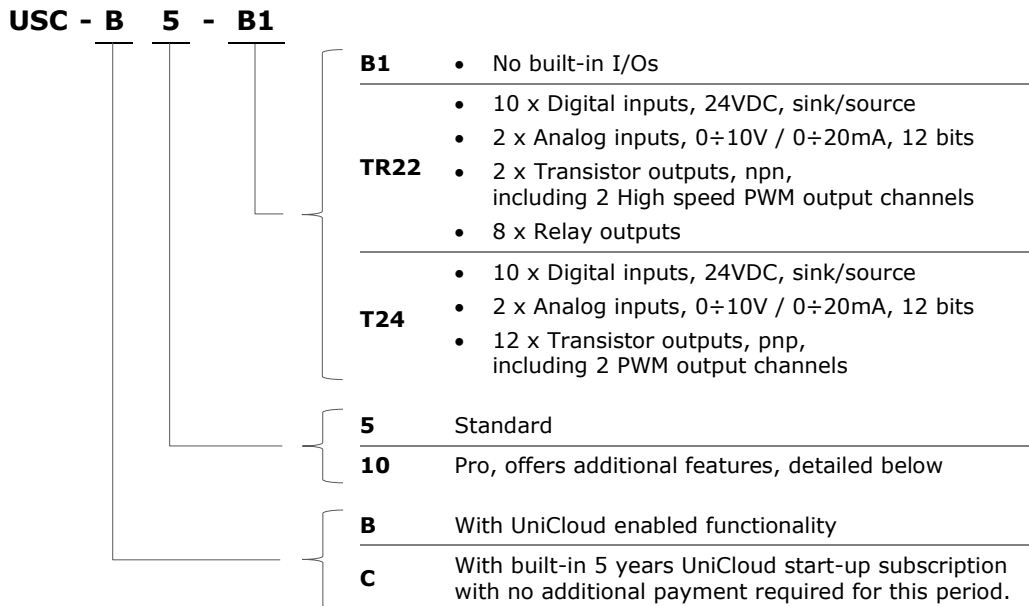 USC - B 5 - B1
B1 • No built-in I/Os
• 10 x Digital inputs, 24VDC, sink/source
• 2 x Analog inputs, 0÷10V / 0÷20mA, 12 bits
TR22 • 2 x Transistor outputs, npn,
including 2 High speed PWM output channels
• 8 x Relay outputs
• 10 x Digital inputs, 24VDC, sink/source
• 2 x Analog inputs, 0÷10V / 0÷20mA, 12 bits
T24
• 12 x Transistor outputs, pnp,
including 2 PWM output channels
5 Standard
10 Pro, offers additional features, detailed below
B With UniCloud enabled functionality
C With built-in 5 years UniCloud start-up subscription
with no additional payment required for this period.